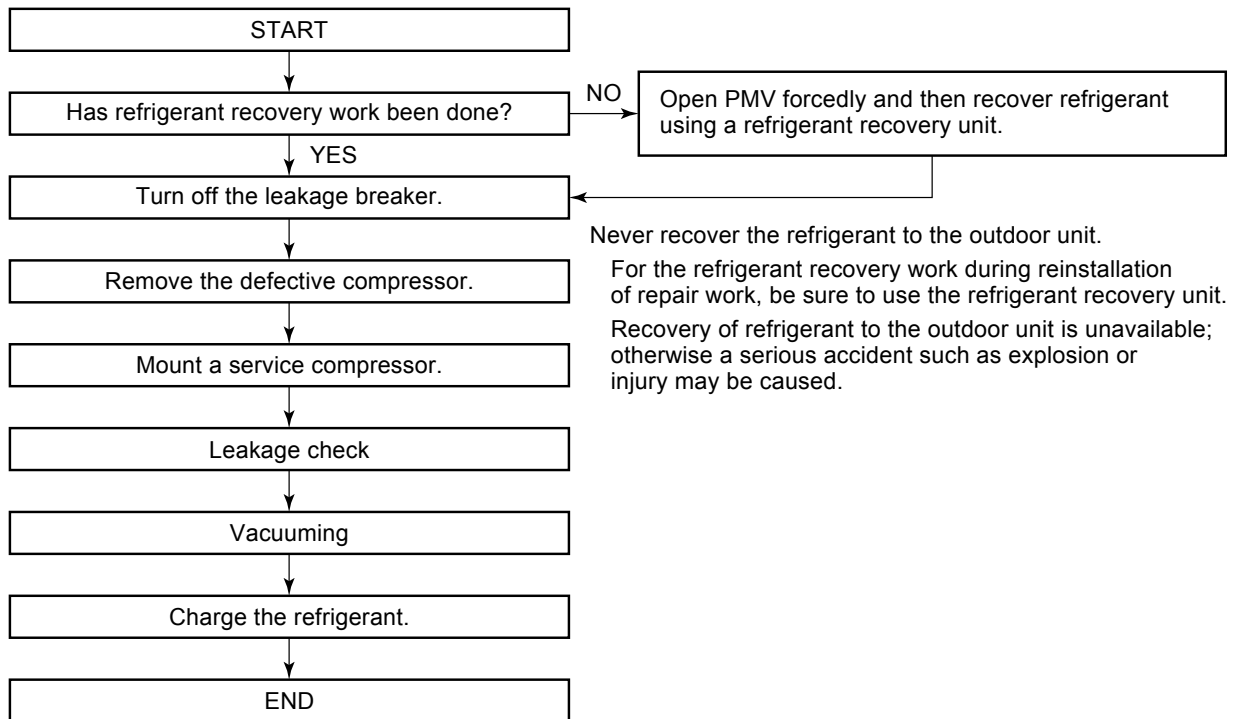 START
Has refrigerant recovery work been done?
NO
Open PMV forcedly and then recover refrigerant
using a refrigerant recovery unit.
YES
Turn off the leakage breaker.
Never recover the refrigerant to the outdoor unit.
For the refrigerant recovery work during reinstallation
of repair work, be sure to use the refrigerant recovery unit.
Recovery of refrigerant to the outdoor unit is unavailable;
otherwise a serious accident such as explosion or
injury may be caused.
Remove the defective compressor.
Mount a service compressor.
Leakage check
Vacuuming
Charge the refrigerant.
END